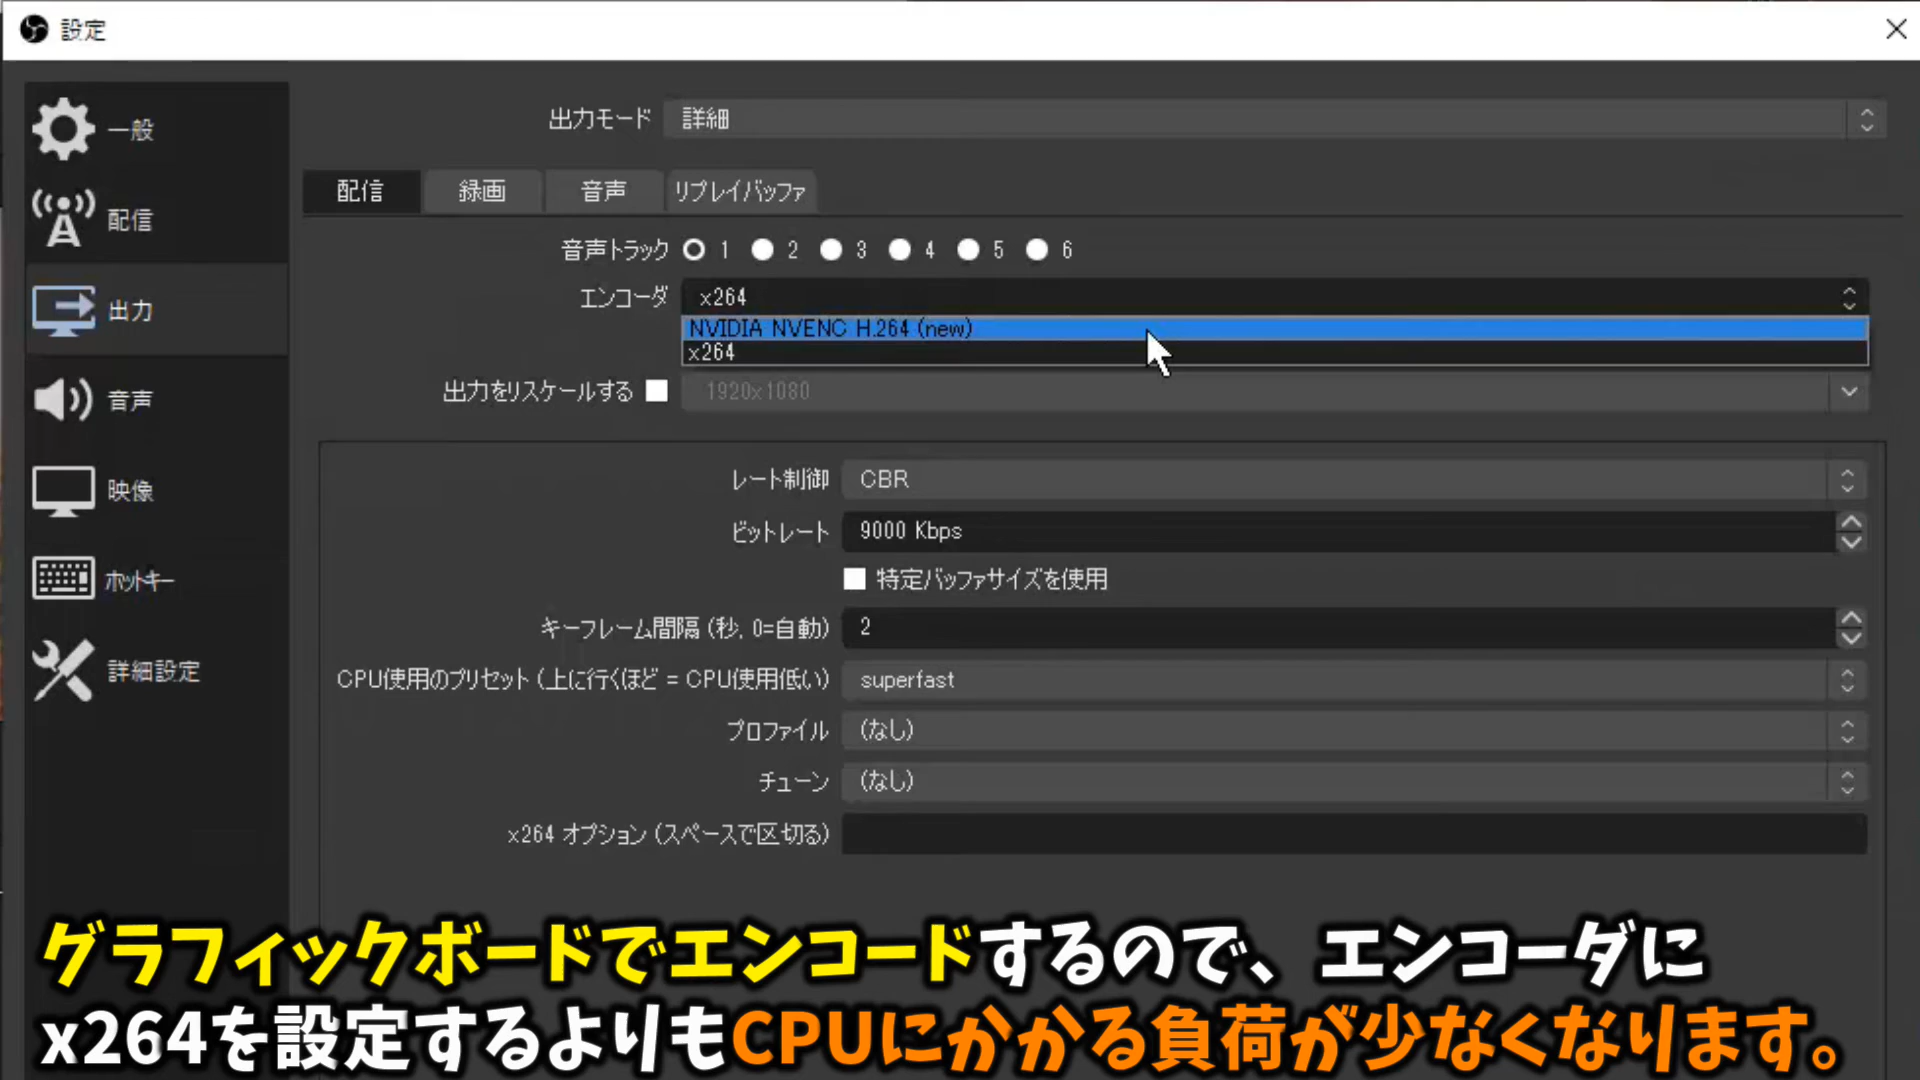 設定
一般
配信
出力
音声
映像
ホットキー
詳細設定
出力モード 詳細
配信 録画 音声 リプレイバッファ
音声トラック 1 2 3 4 5 6
エンコーダ x264
NVIDIA NVENC H.264 (new)
x264
出力をリスケールする 1920x1080
レート制御 CBR
ビットレート 9000 Kbps
特定バッファサイズを使用
キーフレーム間隔 (秒, 0=自動) 2
CPU使用のプリセット (上に行くほど = CPU使用低い) superfast
プロファイル (なし)
チューン (なし)
x264 オプション (スペースで区切る)
グラフィックボードでエンコードするので、エンコーダに
x264を設定するよりもCPUにかかる負荷が少なくなります。